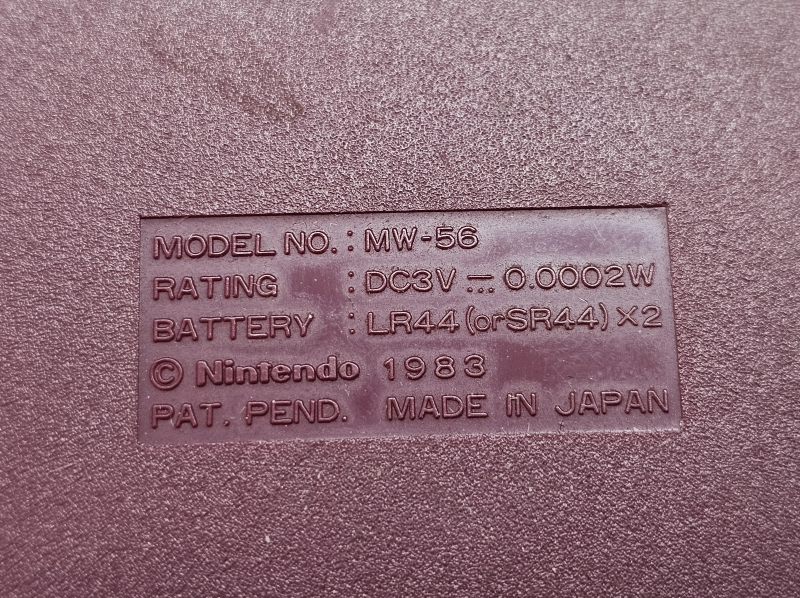 MODEL NO. : MW-56
RATING : DC3V ⎓ 0.0002W
BATTERY : LR44 (orSR44) ×2
© Nintendo 1983
PAT. PEND. MADE IN JAPAN